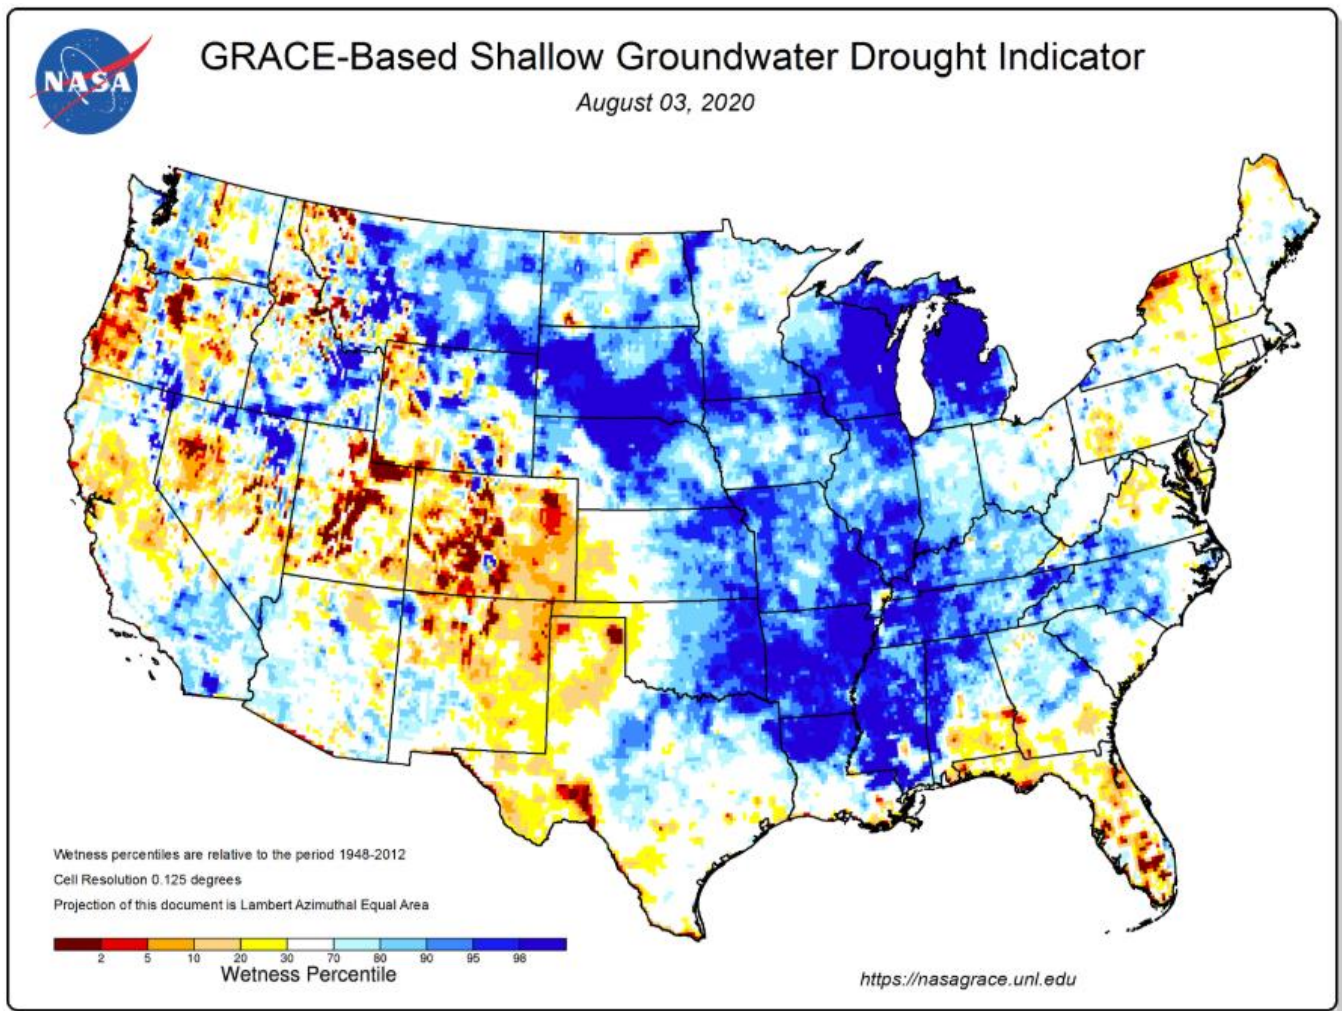 NASA
GRACE-Based Shallow Groundwater Drought Indicator
August 03, 2020
Wetness percentiles are relative to the period 1948-2012
Cell Resolution 0.125 degrees
Projection of this document is Lambert Azimuthal Equal Area
2 5 10 20 30 70 80 90 95 98
Wetness Percentile
https://nasagrace.unl.edu